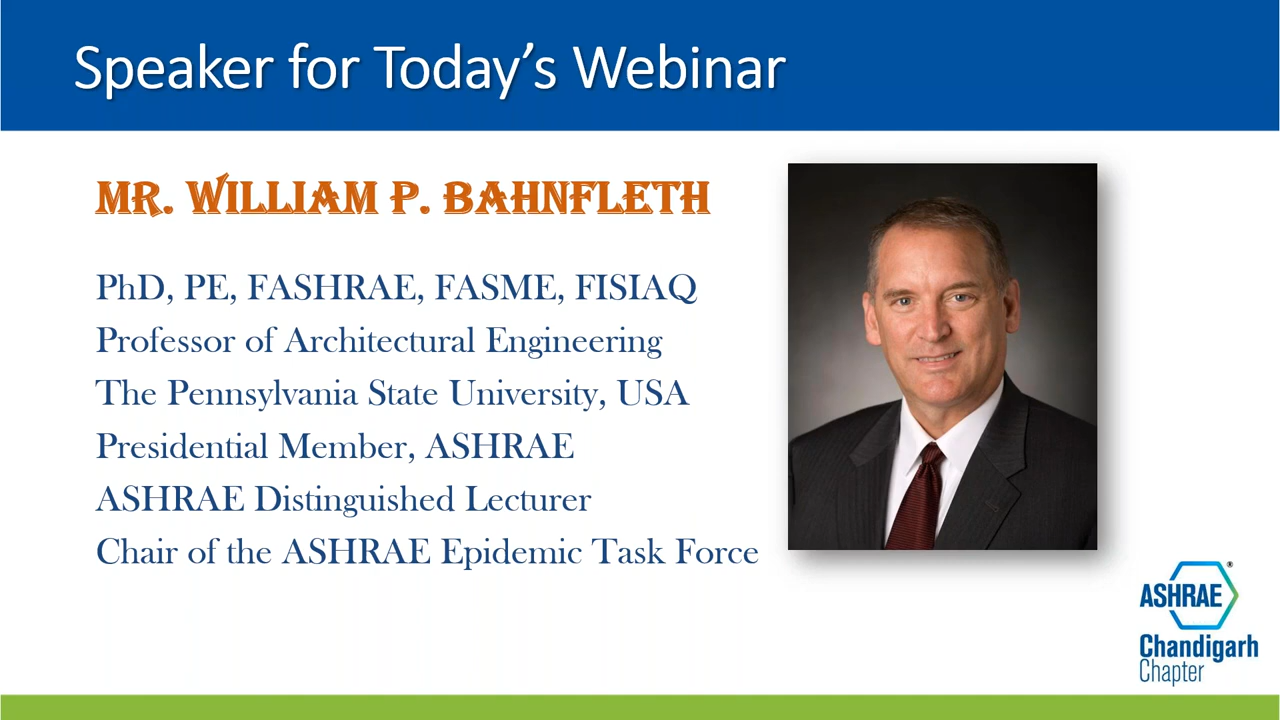 Speaker for Today's Webinar
MR. WILLIAM P. BAHNFLETH
PhD, PE, FASHRAE, FASME, FISIAQ
Professor of Architectural Engineering
The Pennsylvania State University, USA
Presidential Member, ASHRAE
ASHRAE Distinguished Lecturer
Chair of the ASHRAE Epidemic Task Force
ASHRAE®
Chandigarh
Chapter